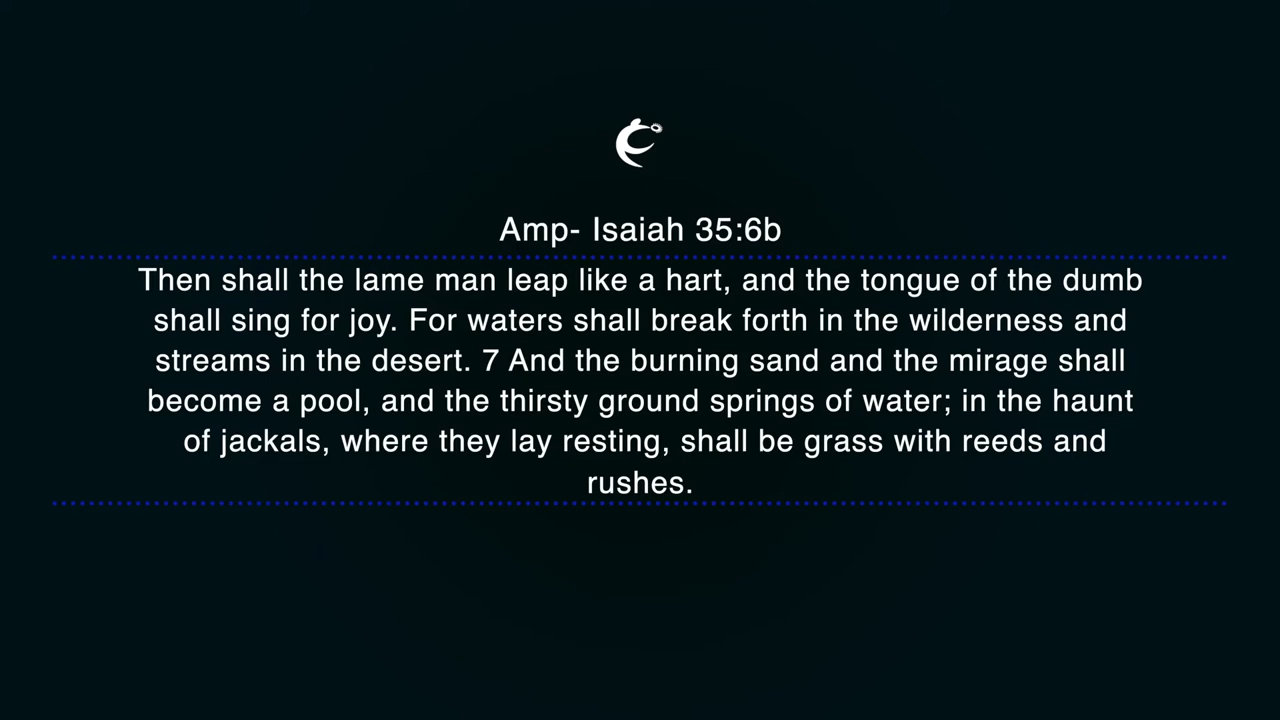 Amp- Isaiah 35:6b
Then shall the lame man leap like a hart, and the tongue of the dumb
shall sing for joy. For waters shall break forth in the wilderness and
streams in the desert. 7 And the burning sand and the mirage shall
become a pool, and the thirsty ground springs of water; in the haunt
of jackals, where they lay resting, shall be grass with reeds and
rushes.